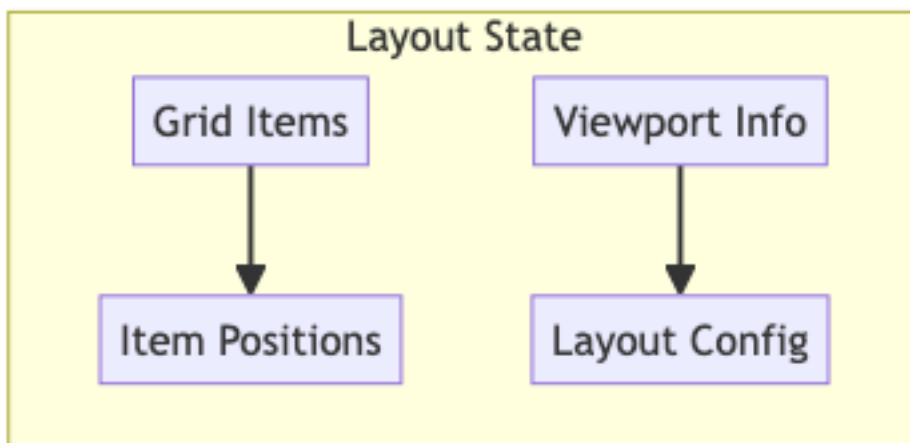 Layout State
Grid Items
Viewport Info
Item Positions
Layout Config